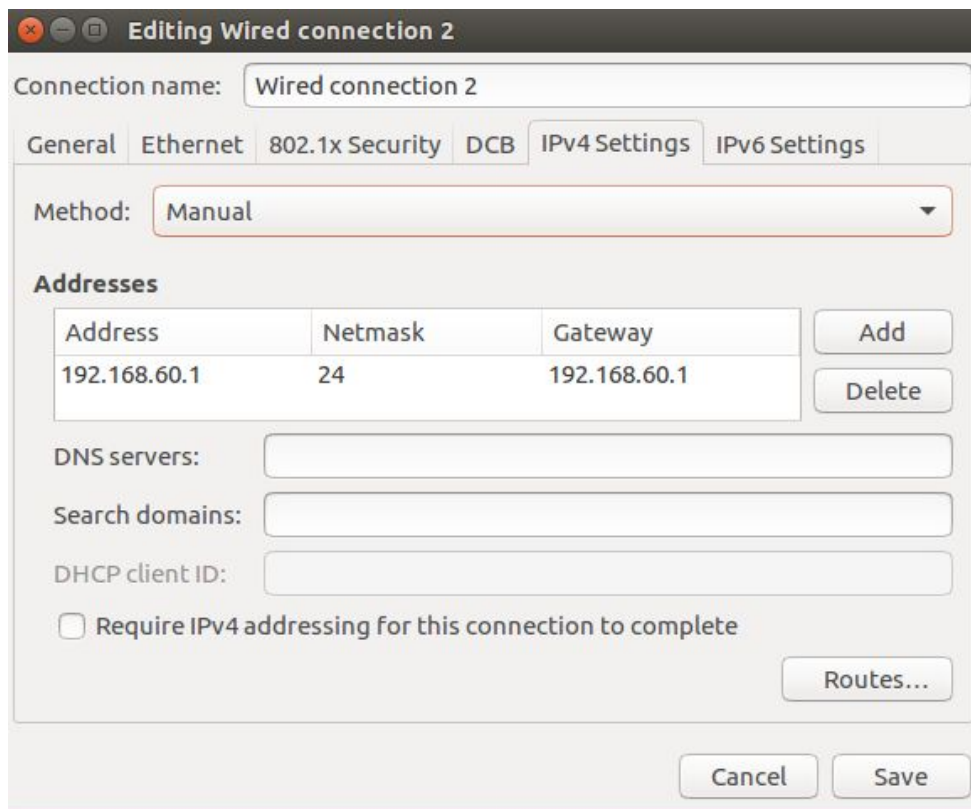 Editing Wired connection 2
Connection name: Wired connection 2
General Ethernet 802.1x Security DCB IPv4 Settings IPv6 Settings
Method: Manual
Addresses
Address Netmask Gateway Add
192.168.60.1 24 192.168.60.1
Delete
DNS servers:
Search domains:
DHCP client ID:
Require IPv4 addressing for this connection to complete
Routes...
Cancel Save